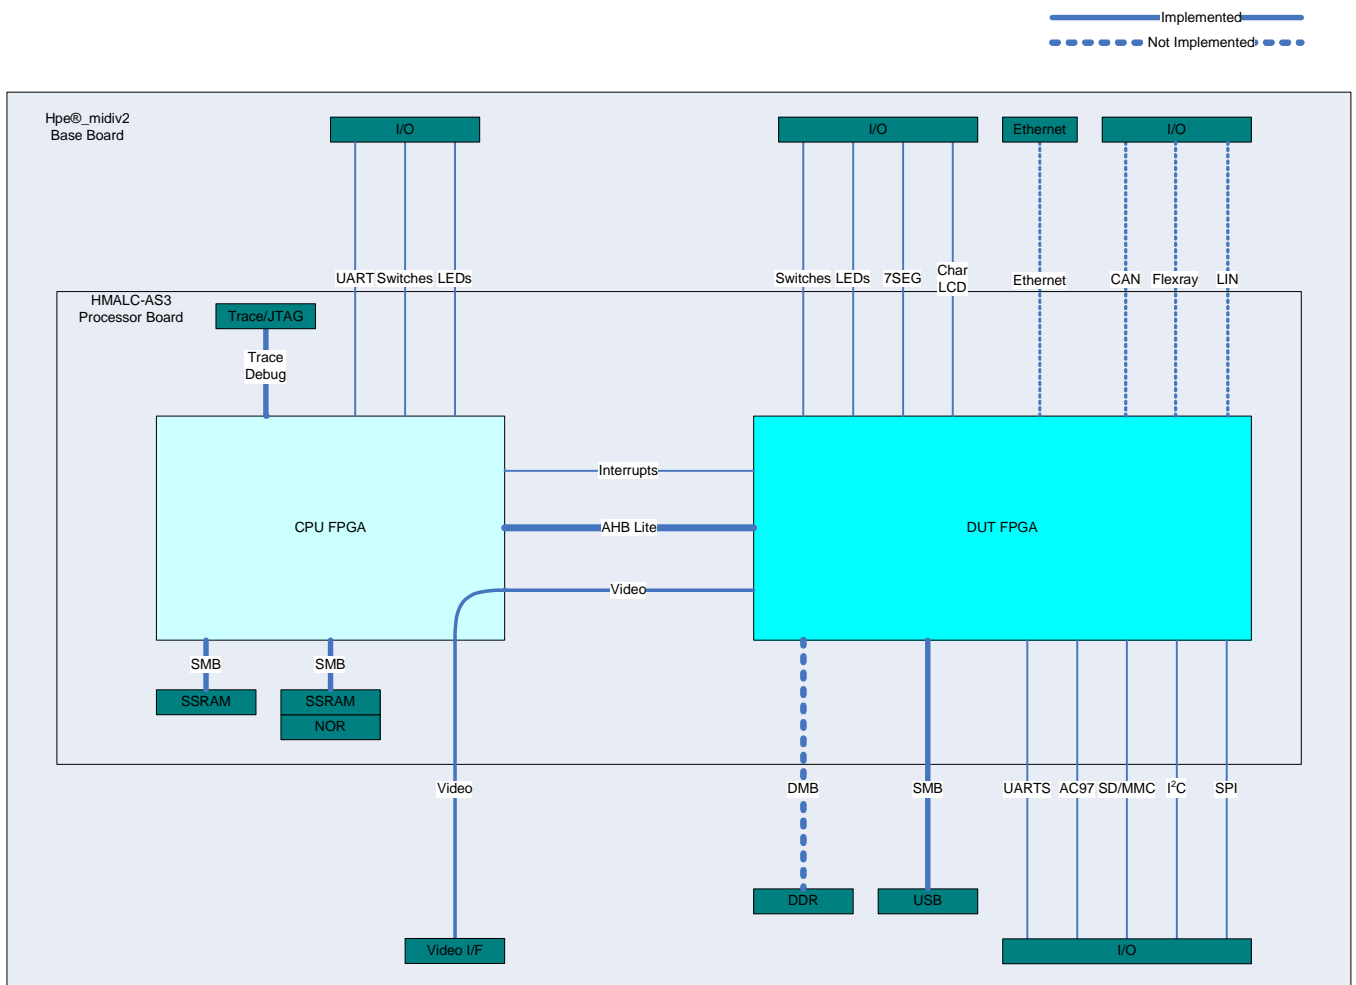 Implemented
Not Implemented
Hpe®_midiv2
Base Board
I/O
I/O
Ethernet
I/O
UART
Switches
LEDs
Switches
LEDs
7SEG
Char
LCD
Ethernet
CAN
Flexray
LIN
HMALC-AS3
Processor Board
Trace/JTAG
Trace
Debug
Interrupts
CPU FPGA
AHB Lite
DUT FPGA
Video
SMB
SMB
SSRAM
SSRAM
NOR
Video
DMB
SMB
UARTS
AC97
SD/MMC
I²C
SPI
DDR
USB
Video I/F
I/O